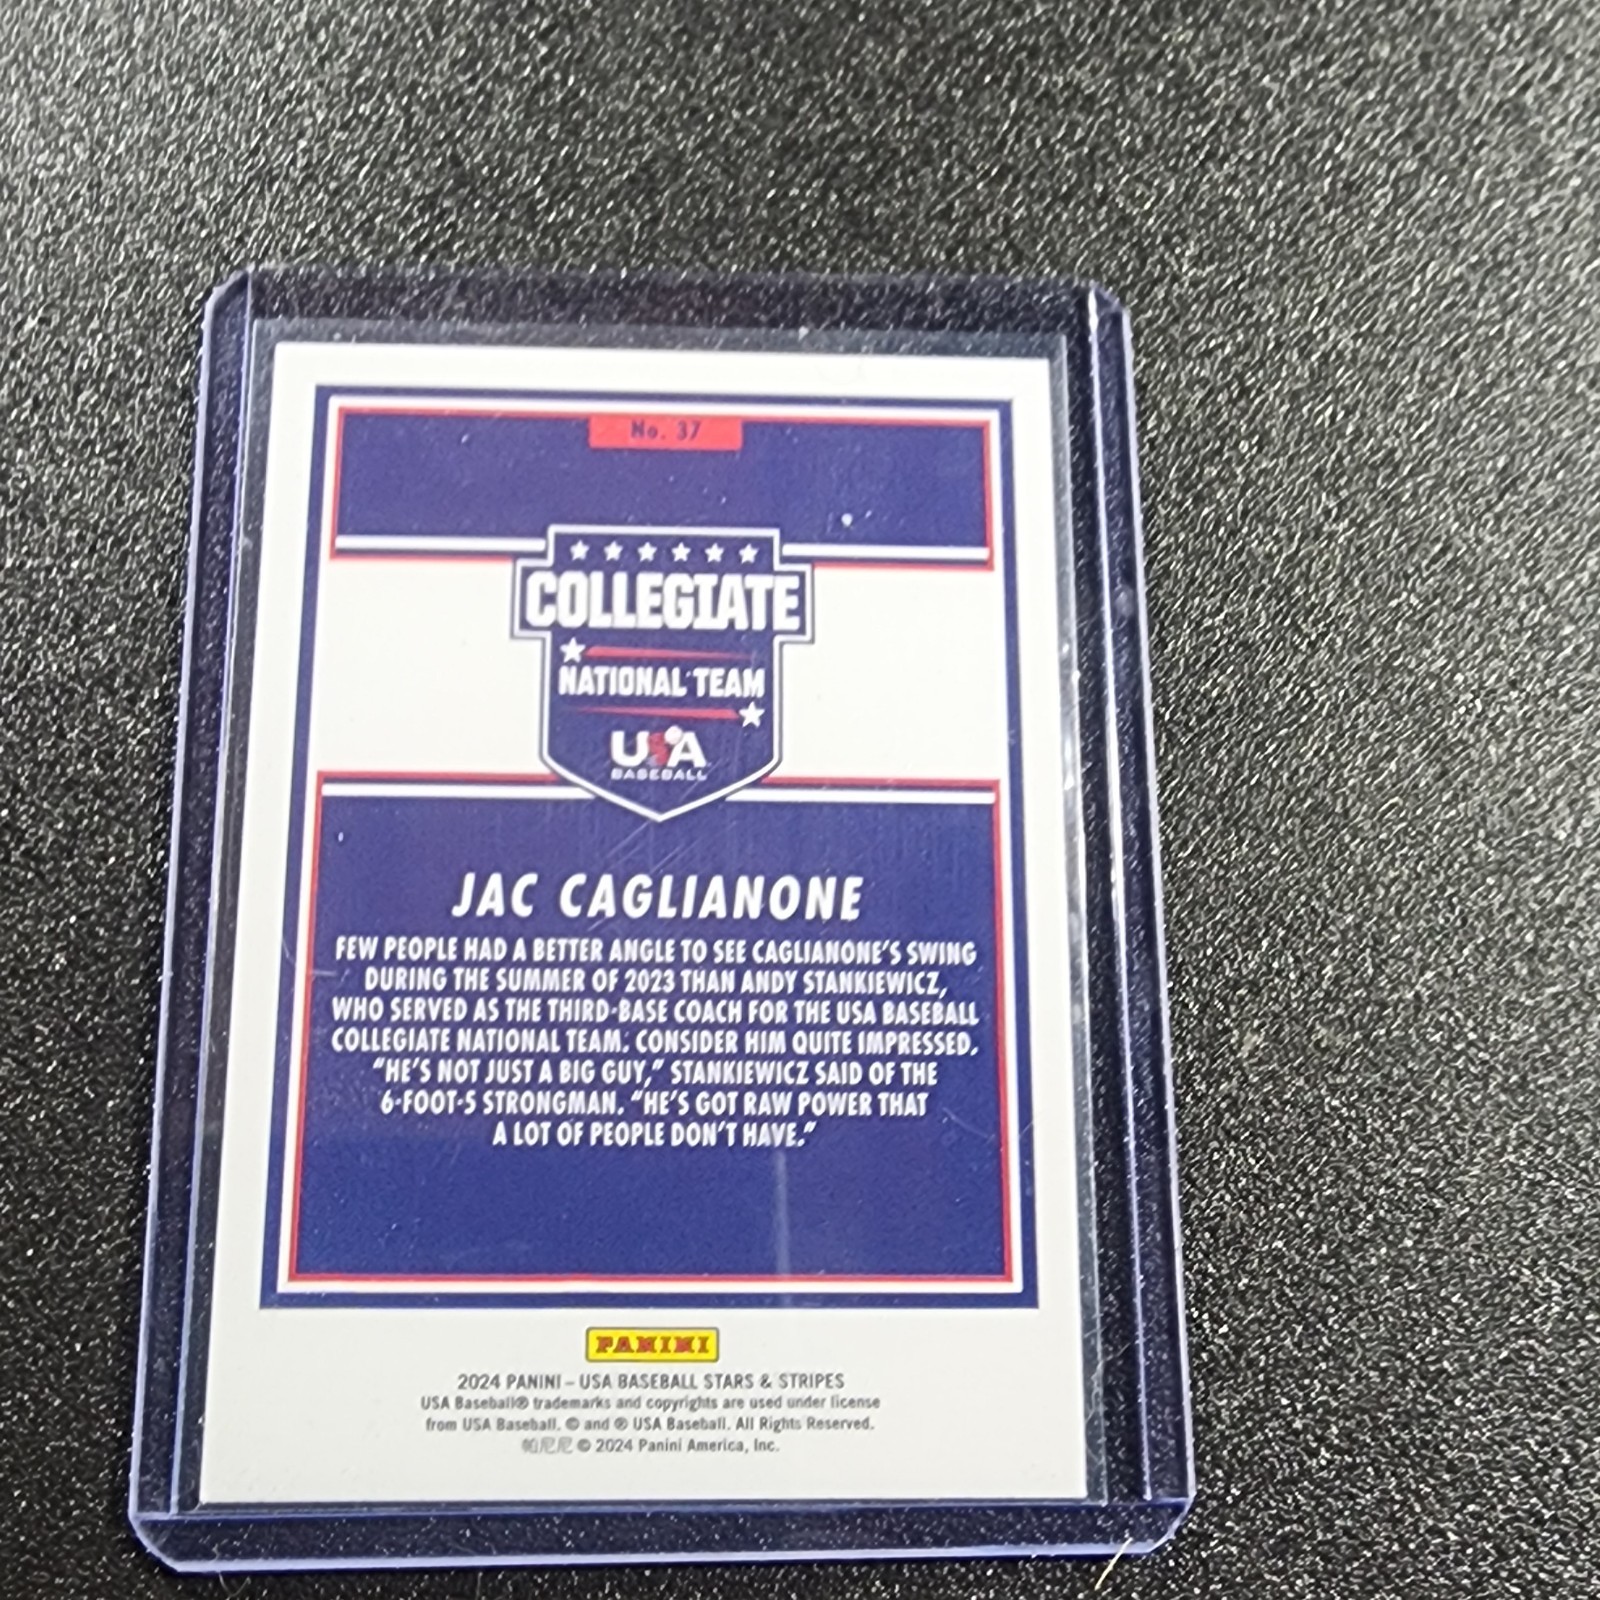 No. 37
COLLEGIATE
NATIONAL TEAM
USA
BASEBALL
JAC CAGLIANONE
FEW PEOPLE HAD A BETTER ANGLE TO SEE CAGLIANONE'S SWING
DURING THE SUMMER OF 2023 THAN ANDY STANKIEWICZ,
WHO SERVED AS THE THIRD-BASE COACH FOR THE USA BASEBALL
COLLEGIATE NATIONAL TEAM. CONSIDER HIM QUITE IMPRESSED.
"HE'S NOT JUST A BIG GUY," STANKIEWICZ SAID OF THE
6-FOOT-5 STRONGMAN. "HE'S GOT RAW POWER THAT
A LOT OF PEOPLE DON'T HAVE."
PANINI
2024 PANINI – USA BASEBALL STARS & STRIPES
USA Baseball® trademarks and copyrights are used under license
from USA Baseball. © and ® USA Baseball. All Rights Reserved.
帕尼尼 © 2024 Panini America, Inc.